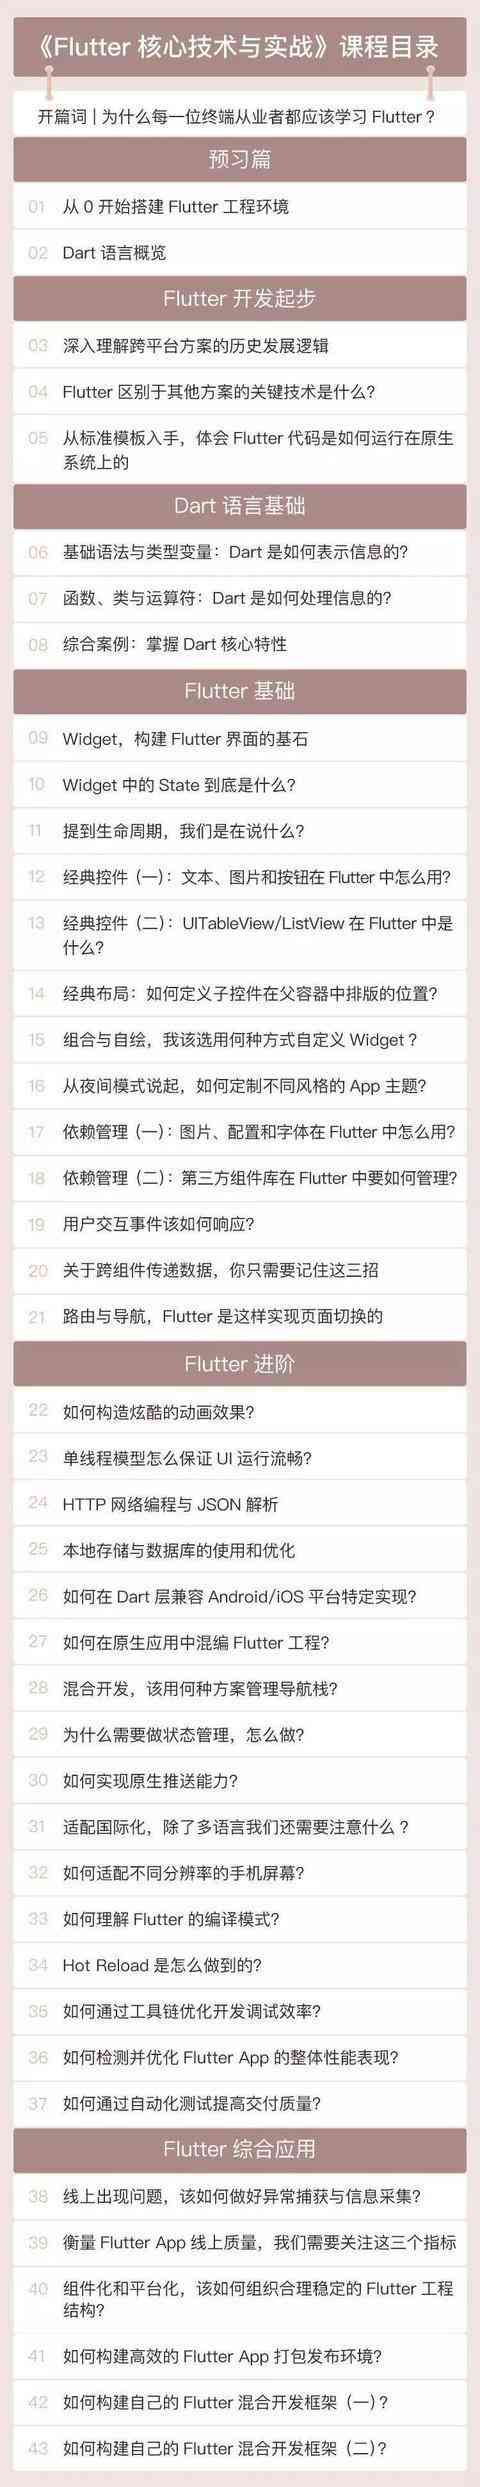 《Flutter 核心技术与实战》课程目录
开篇词 | 为什么每一位终端从业者都应该学习 Flutter？
预习篇
01 从 0 开始搭建 Flutter 工程环境
02 Dart 语言概览
Flutter 开发起步
03 深入理解跨平台方案的历史发展逻辑
04 Flutter 区别于其他方案的关键技术是什么？
05 从标准模板入手，体会 Flutter 代码是如何运行在原生
系统上的
Dart 语言基础
06 基础语法与类型变量：Dart 是如何表示信息的？
07 函数、类与运算符：Dart 是如何处理信息的？
08 综合案例：掌握 Dart 核心特性
Flutter 基础
09 Widget，构建 Flutter 界面的基石
10 Widget 中的 State 到底是什么？
11 提到生命周期，我们是在说什么？
12 经典控件（一）：文本、图片和按钮在 Flutter 中怎么用？
13 经典控件（二）：UITableView/ListView 在 Flutter 中是
什么？
14 经典布局：如何定义子控件在父容器中排版的位置？
15 组合与自绘，我该选用何种方式自定义 Widget？
16 从夜间模式说起，如何定制不同风格的 App 主题？
17 依赖管理（一）：图片、配置和字体在 Flutter 中怎么用？
18 依赖管理（二）：第三方组件库在 Flutter 中要如何管理？
19 用户交互事件该如何响应？
20 关于跨组件传递数据，你只需要记住这三招
21 路由与导航，Flutter 是这样实现页面切换的
Flutter 进阶
22 如何构造炫酷的动画效果？
23 单线程模型怎么保证 UI 运行流畅？
24 HTTP 网络编程与 JSON 解析
25 本地存储与数据库的使用和优化
26 如何在 Dart 层兼容 Android/iOS 平台特定实现？
27 如何在原生应用中混编 Flutter 工程？
28 混合开发，该用何种方案管理导航栈？
29 为什么需要做状态管理，怎么做？
30 如何实现原生推送能力？
31 适配国际化，除了多语言我们还需要注意什么？
32 如何适配不同分辨率的手机屏幕？
33 如何理解 Flutter 的编译模式？
34 Hot Reload 是怎么做到的？
35 如何通过工具链优化开发调试效率？
36 如何检测并优化 Flutter App 的整体性能表现？
37 如何通过自动化测试提高交付质量？
Flutter 综合应用
38 线上出现问题，该如何做好异常捕获与信息采集？
39 衡量 Flutter App 线上质量，我们需要关注这三个指标
40 组件化和平台化，该如何组织合理稳定的 Flutter 工程
结构？
41 如何构建高效的 Flutter App 打包发布环境？
42 如何构建自己的 Flutter 混合开发框架（一）？
43 如何构建自己的 Flutter 混合开发框架（二）？